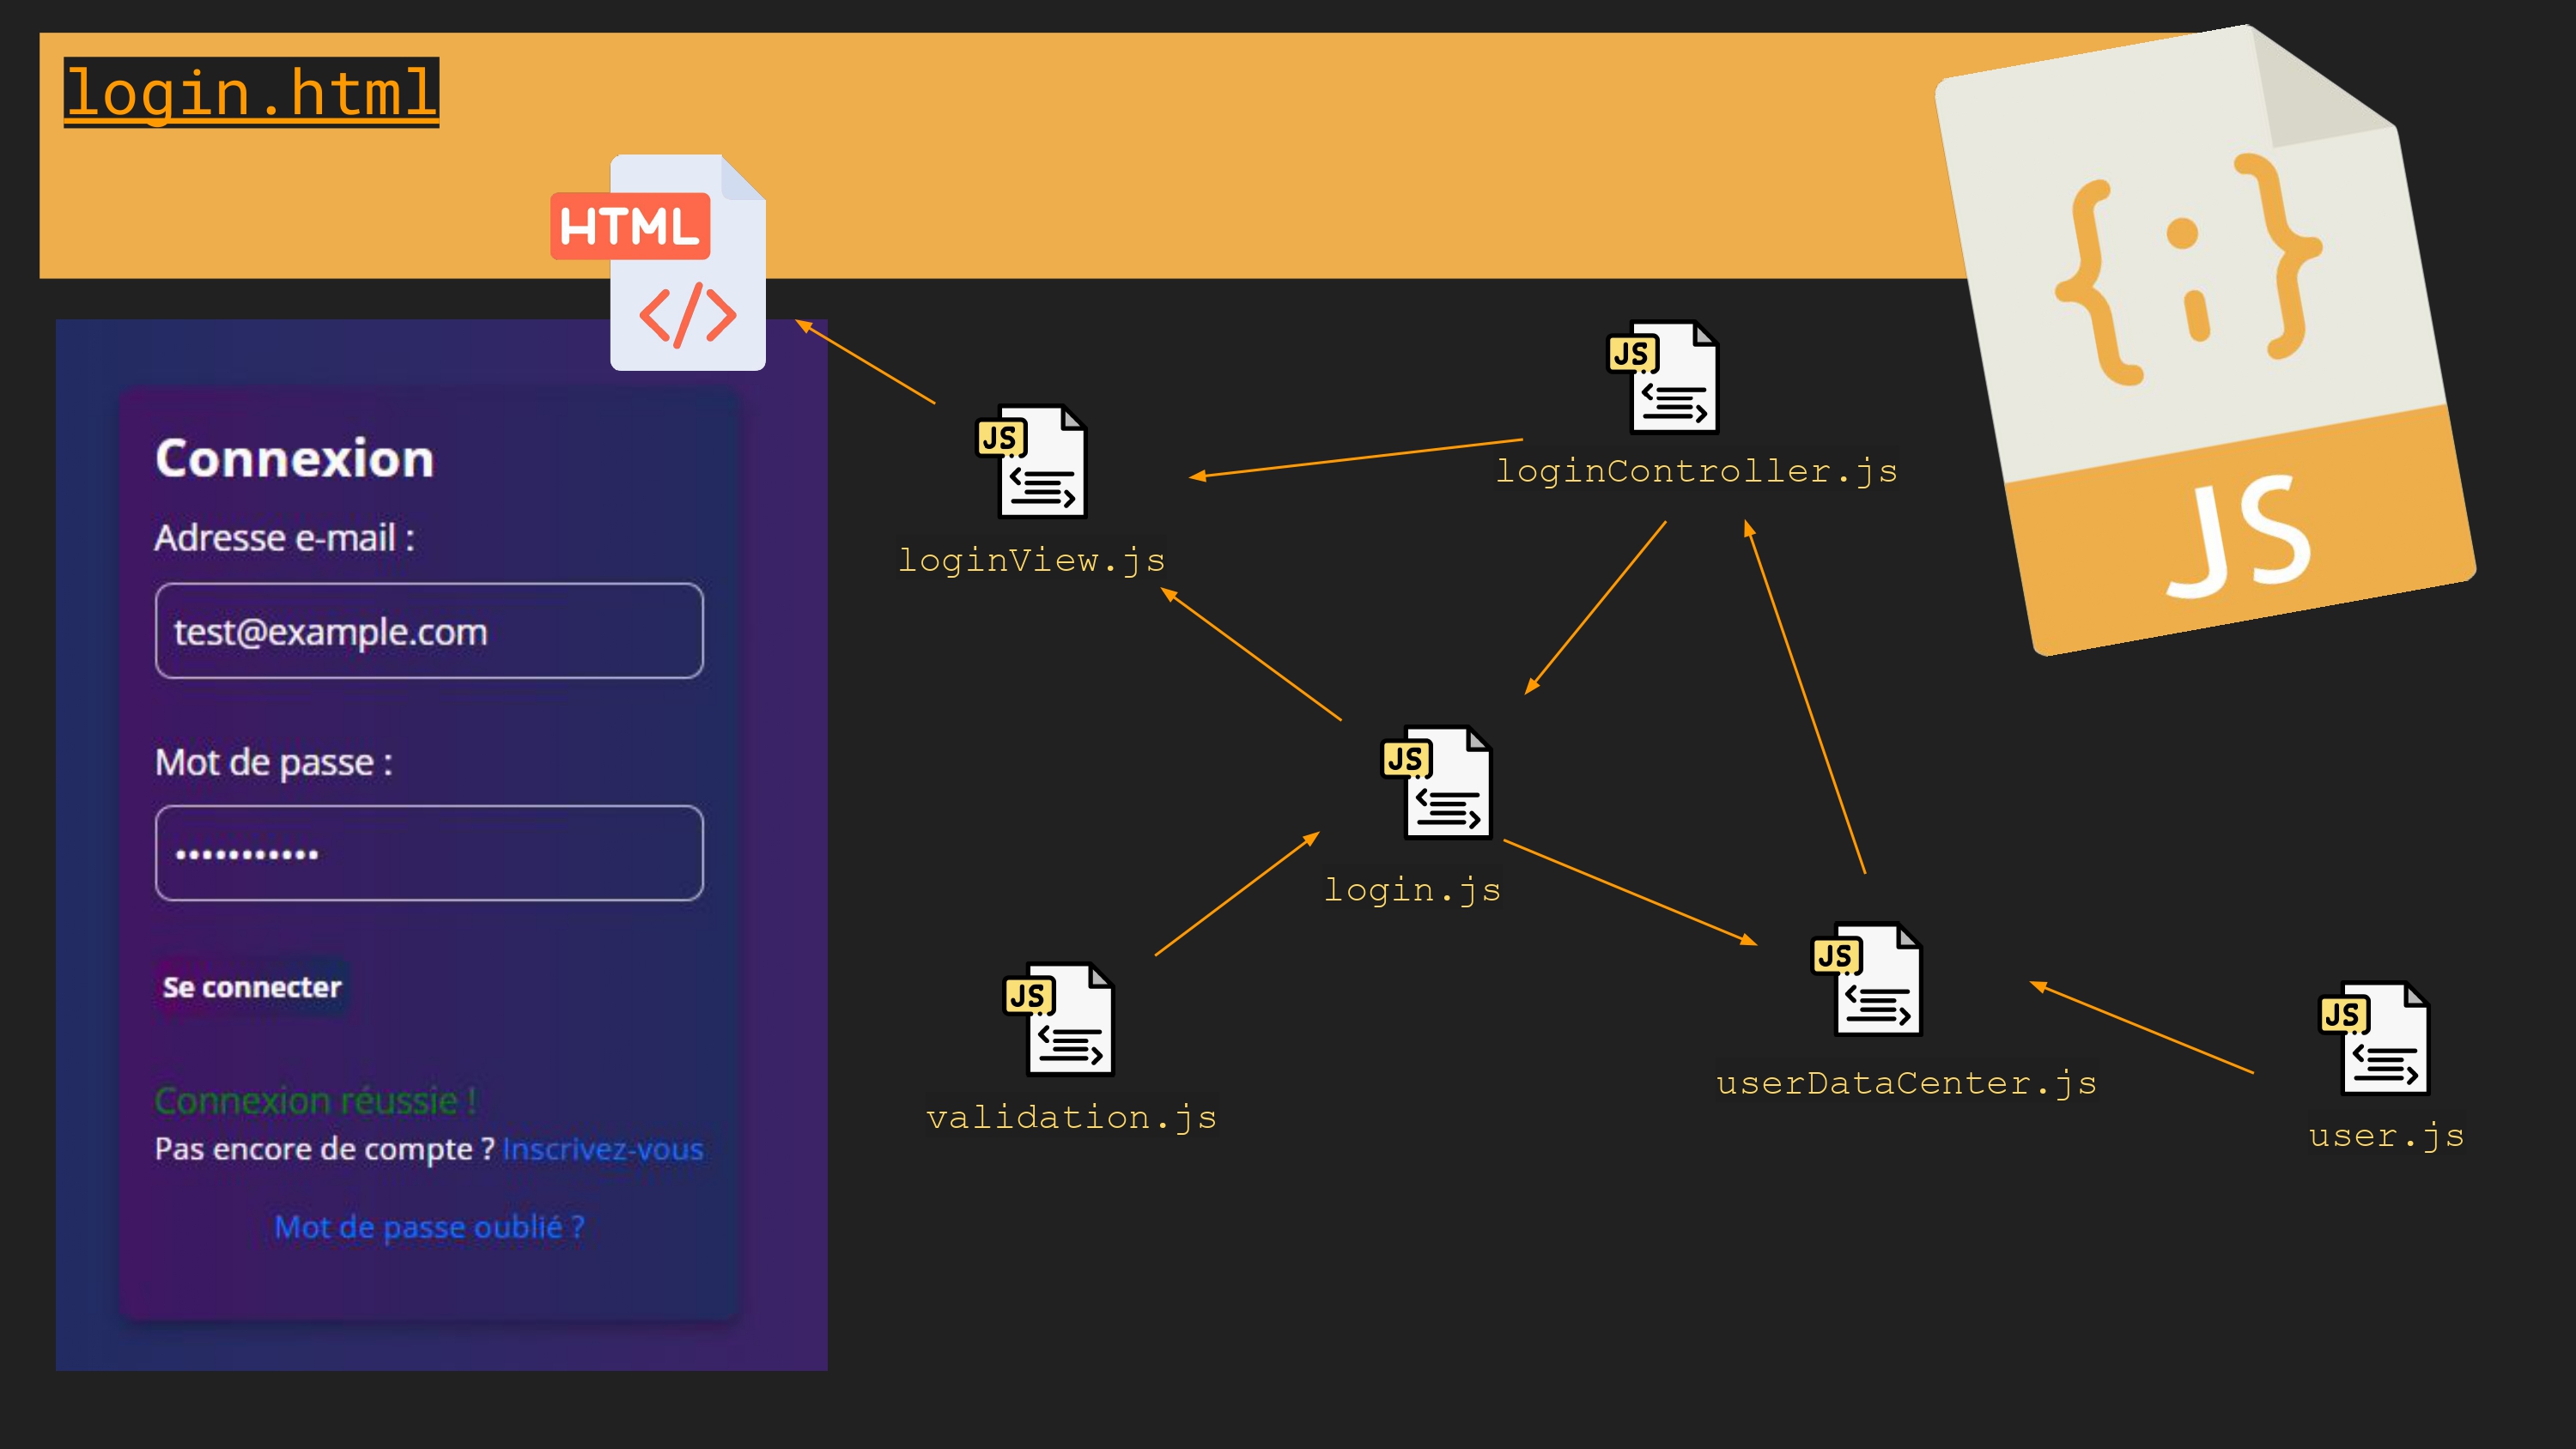 login.html
HTML
</>
{;}
JS
Connexion
Adresse e-mail :
test@example.com
Mot de passe :
•••••••••••
Se connecter
Connexion réussie !
Pas encore de compte ? Inscrivez-vous
Mot de passe oublié ?
JS
loginView.js
JS
loginController.js
JS
login.js
JS
validation.js
JS
userDataCenter.js
JS
user.js